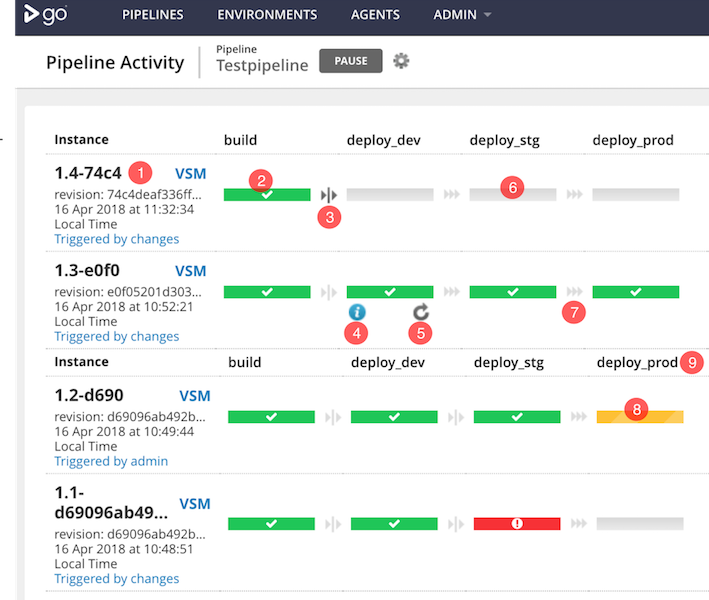 go
PIPELINES ENVIRONMENTS AGENTS ADMIN
Pipeline Activity
Pipeline
Testpipeline
PAUSE
Instance build deploy_dev deploy_stg deploy_prod
1.4-74c4 1 VSM 2 6
revision: 74c4deaf336ff... 3
16 Apr 2018 at 11:32:34
Local Time
Triggered by changes
1.3-e0f0 VSM
revision: e0f05201d303...
16 Apr 2018 at 10:52:21 i 7
Local Time 4 5
Triggered by changes
Instance build deploy_dev deploy_stg deploy_prod 9
1.2-d690 VSM 8
revision: d69096ab492b...
16 Apr 2018 at 10:49:44
Local Time
Triggered by admin
1.1-
d69096ab49... VSM !
revision: d69096ab492b...
16 Apr 2018 at 10:48:51
Local Time
Triggered by changes